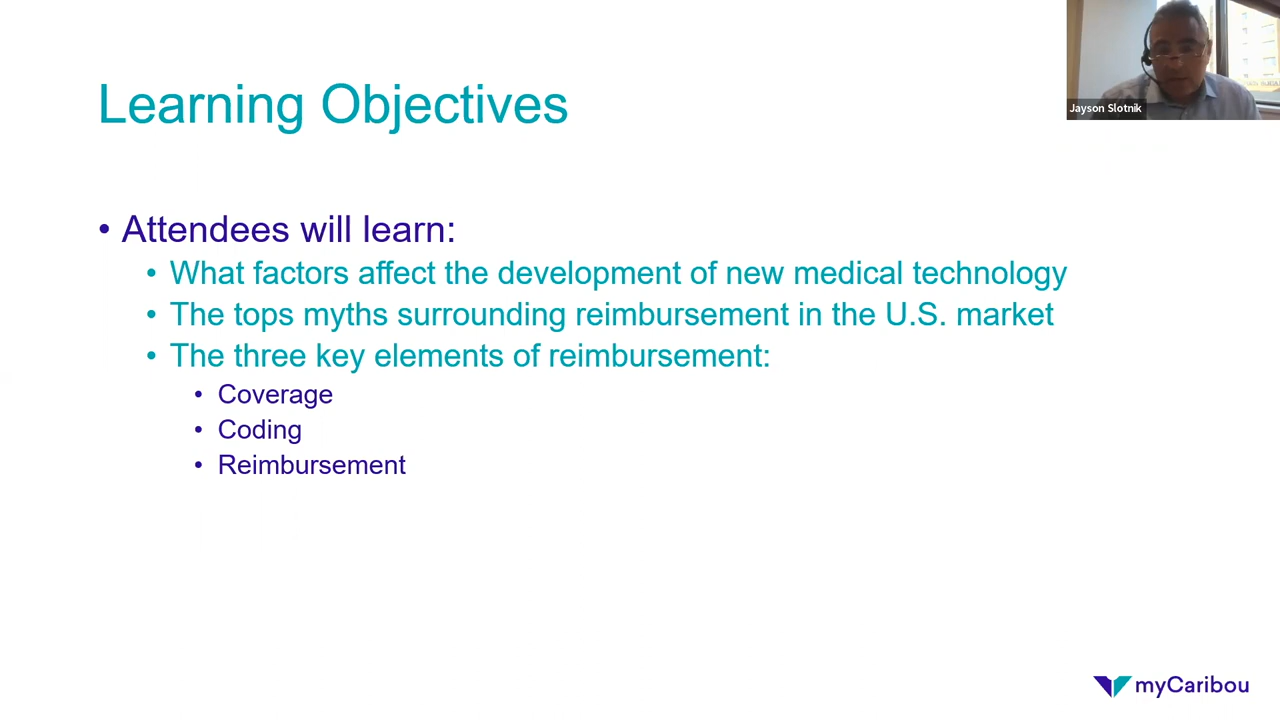 Learning Objectives
Jayson Slotnik
• Attendees will learn:
• What factors affect the development of new medical technology
• The tops myths surrounding reimbursement in the U.S. market
• The three key elements of reimbursement:
• Coverage
• Coding
• Reimbursement
myCaribou